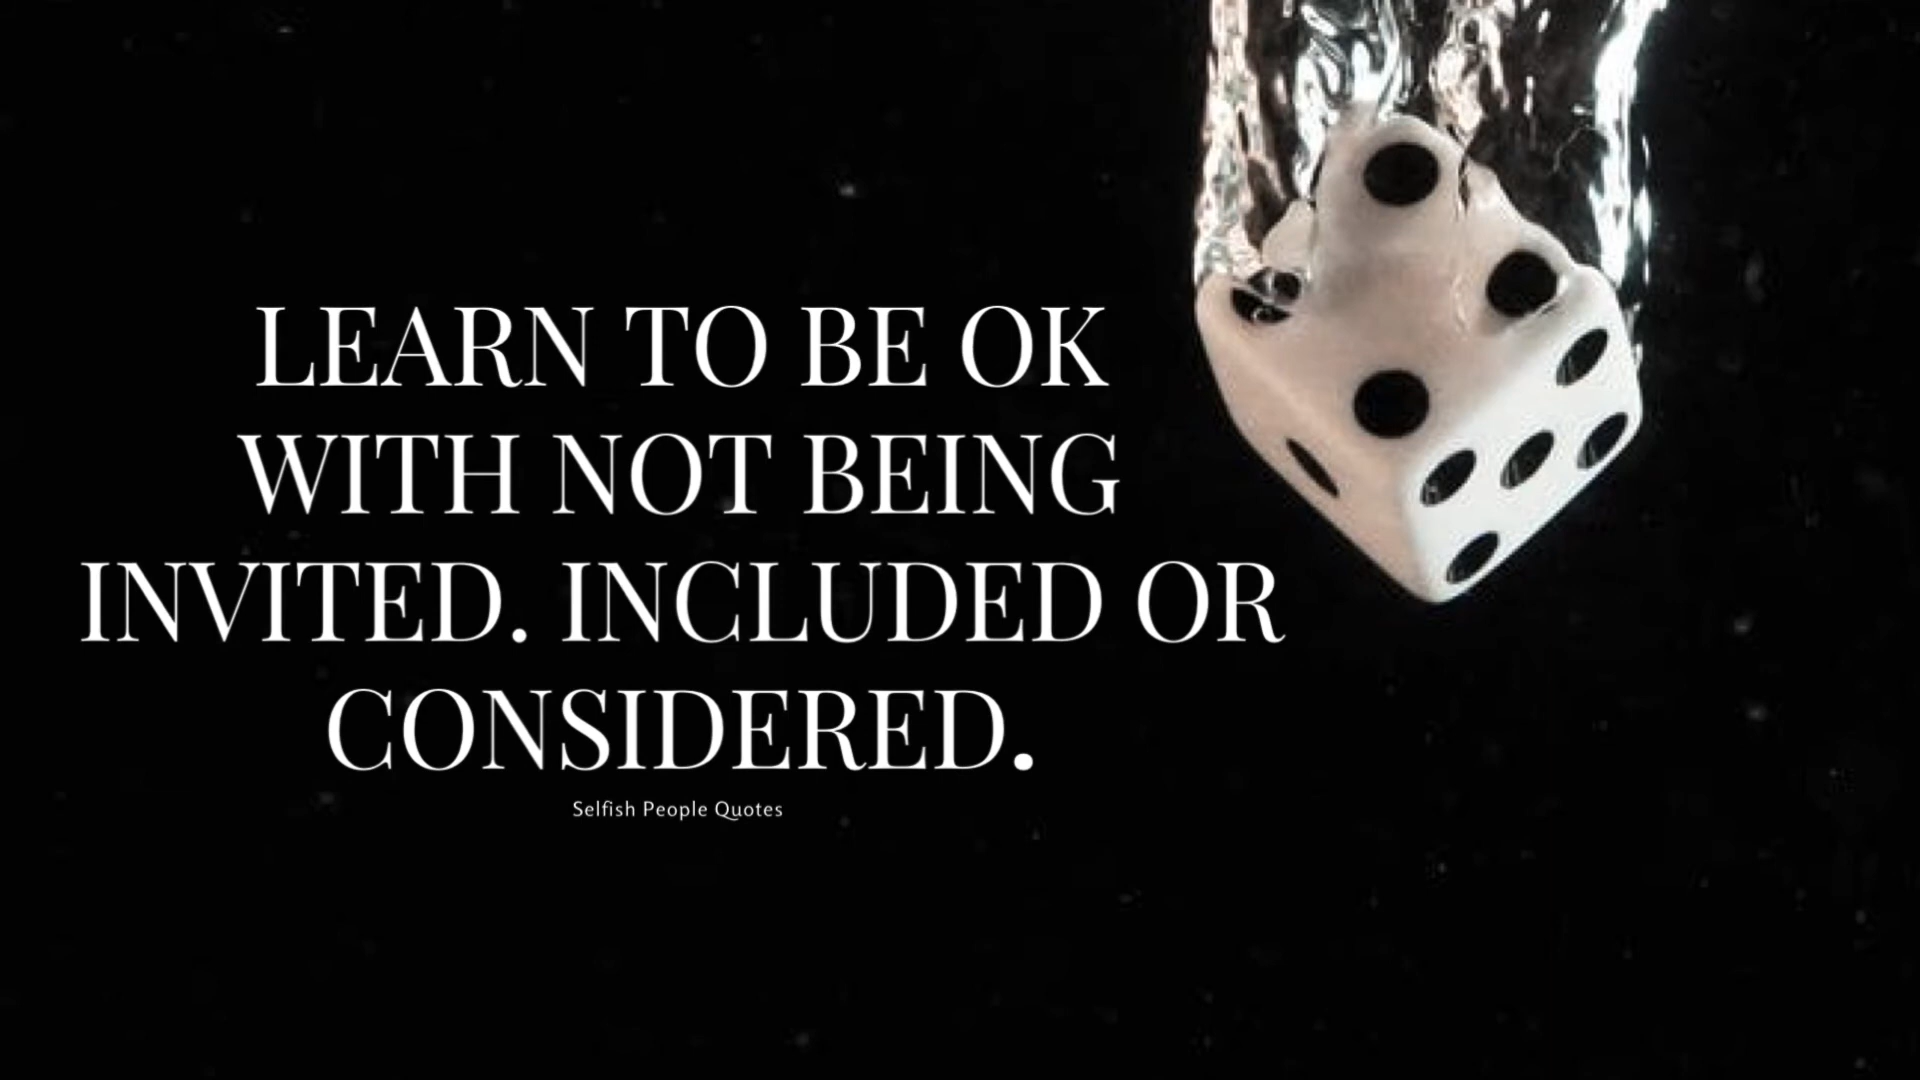 LEARN TO BE OK
WITH NOT BEING
INVITED. INCLUDED OR
CONSIDERED.
Selfish People Quotes